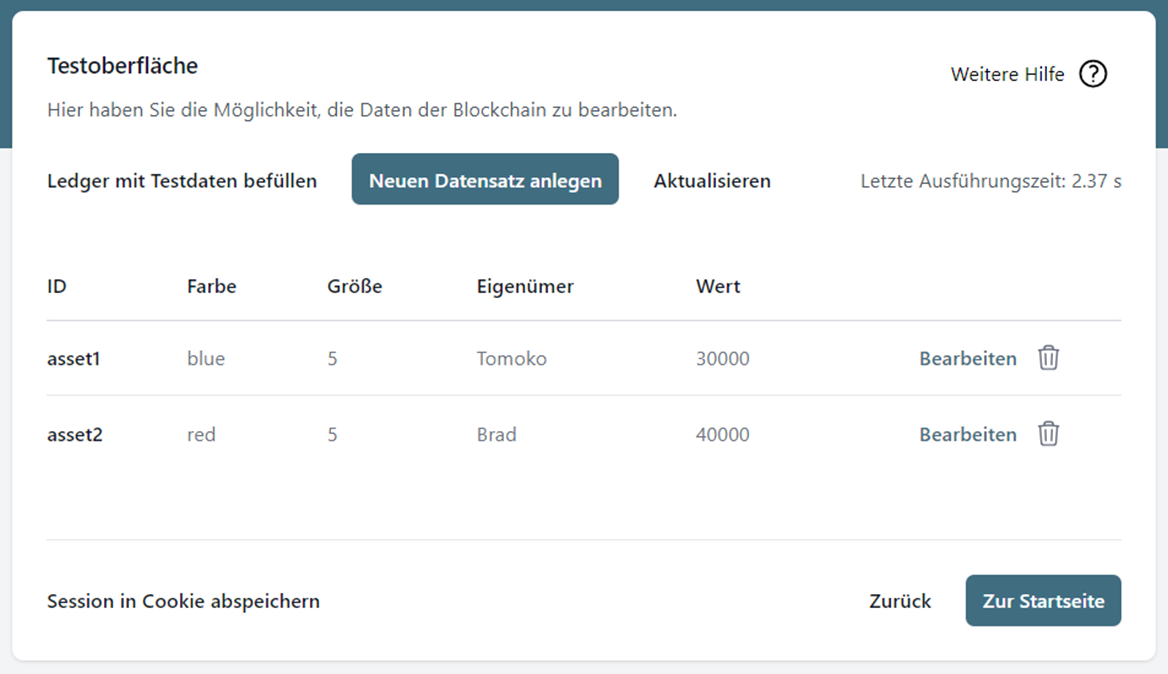 Testoberfläche
Weitere Hilfe
Hier haben Sie die Möglichkeit, die Daten der Blockchain zu bearbeiten.
Ledger mit Testdaten befüllen Neuen Datensatz anlegen Aktualisieren Letzte Ausführungszeit: 2.37 s
ID Farbe Größe Eigenümer Wert
asset1 blue 5 Tomoko 30000 Bearbeiten
asset2 red 5 Brad 40000 Bearbeiten
Session in Cookie abspeichern Zurück Zur Startseite